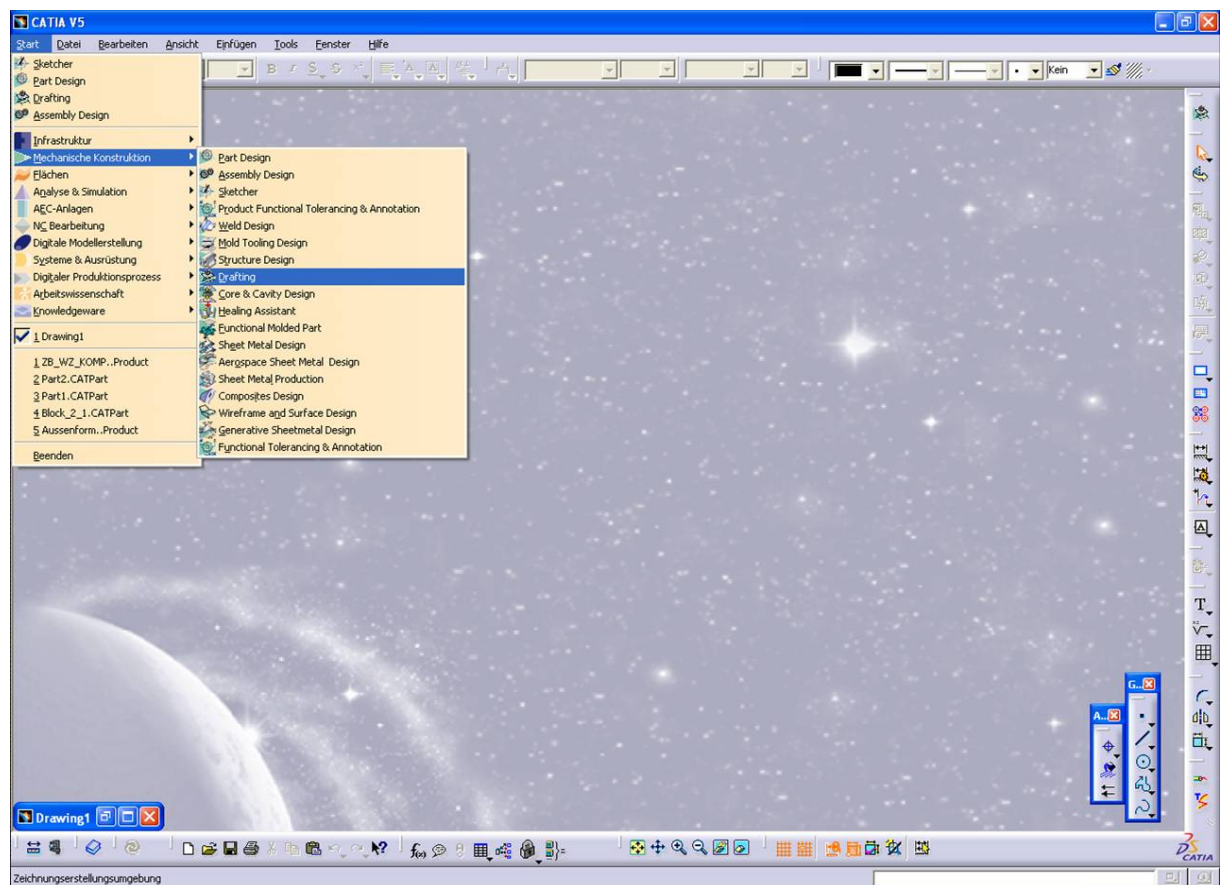 CATIA V5
Start Datei Bearbeiten Ansicht Einfügen Tools Fenster Hilfe
Kein
Sketcher
Part Design
Drafting
Assembly Design
Infrastruktur
Mechanische Konstruktion
Flächen
Analyse & Simulation
AEC-Anlagen
NC Bearbeitung
Digitale Modellerstellung
Systeme & Ausrüstung
Digitaler Produktionsprozess
Arbeitswissenschaft
Knowledgeware
1 Drawing1
1 ZB_WZ_KOMP..Product
2 Part2.CATPart
3 Part1.CATPart
4 Block_2_1.CATPart
5 Aussenform..Product
Beenden
Part Design
Assembly Design
Sketcher
Product Functional Tolerancing & Annotation
Weld Design
Mold Tooling Design
Structure Design
Drafting
Core & Cavity Design
Healing Assistant
Functional Molded Part
Sheet Metal Design
Aerospace Sheet Metal Design
Sheet Metal Production
Composites Design
Wireframe and Surface Design
Generative Sheetmetal Design
Functional Tolerancing & Annotation
G...
A...
Drawing1
f(x)
CATIA
Zeichnungserstellungsumgebung